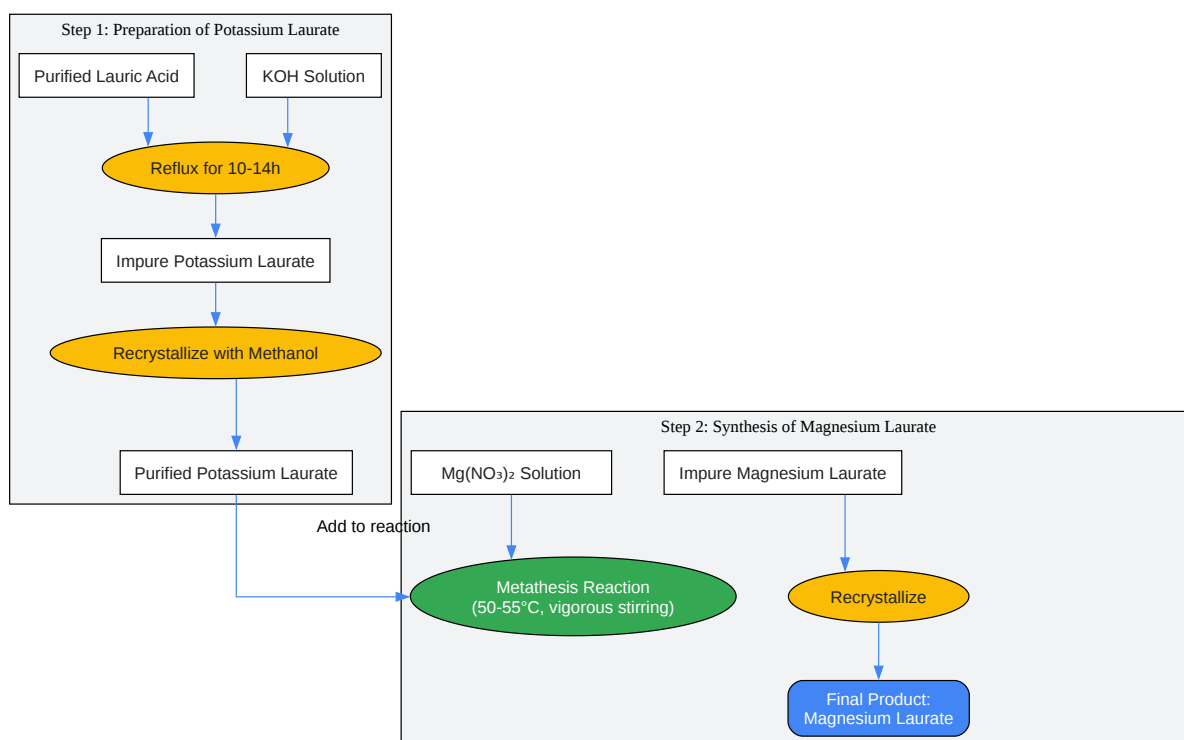 Step 1: Preparation of Potassium Laurate
Purified Lauric Acid
KOH Solution
Reflux for 10-14h
Impure Potassium Laurate
Recrystallize with Methanol
Purified Potassium Laurate
Add to reaction
Step 2: Synthesis of Magnesium Laurate
Mg(NO₃)₂ Solution
Impure Magnesium Laurate
Metathesis Reaction
(50-55°C, vigorous stirring)
Recrystallize
Final Product:
Magnesium Laurate